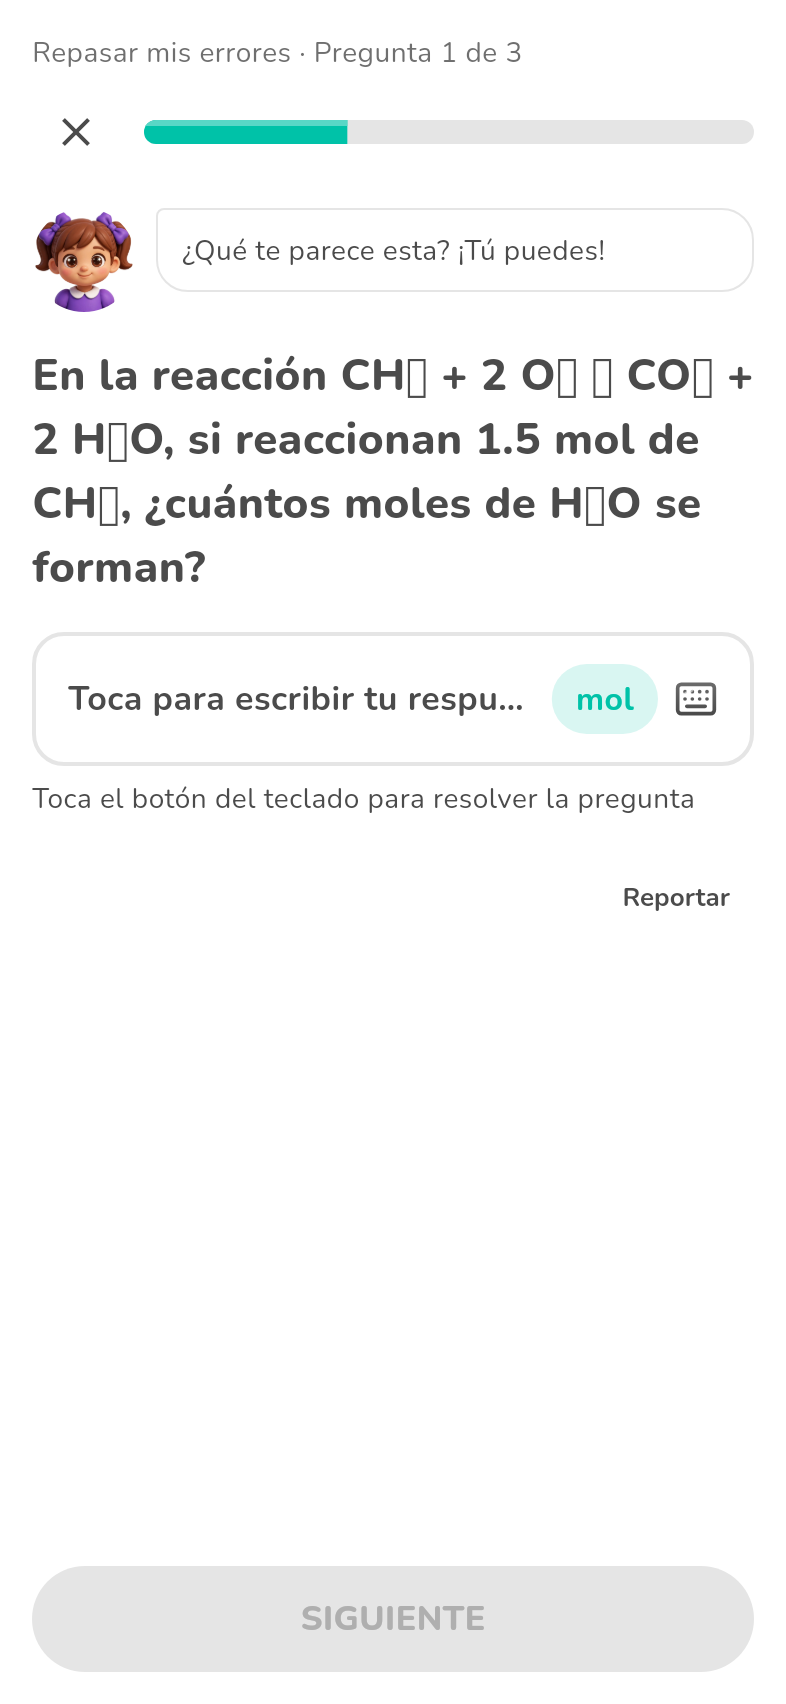 Repasar mis errores · Pregunta 1 de 3
¿Qué te parece esta? ¡Tú puedes!
En la reacción CH▯ + 2 O▯ ▯ CO▯ +
2 H▯O, si reaccionan 1.5 mol de
CH▯, ¿cuántos moles de H▯O se
forman?
Toca para escribir tu respu... mol
Toca el botón del teclado para resolver la pregunta
Reportar
SIGUIENTE